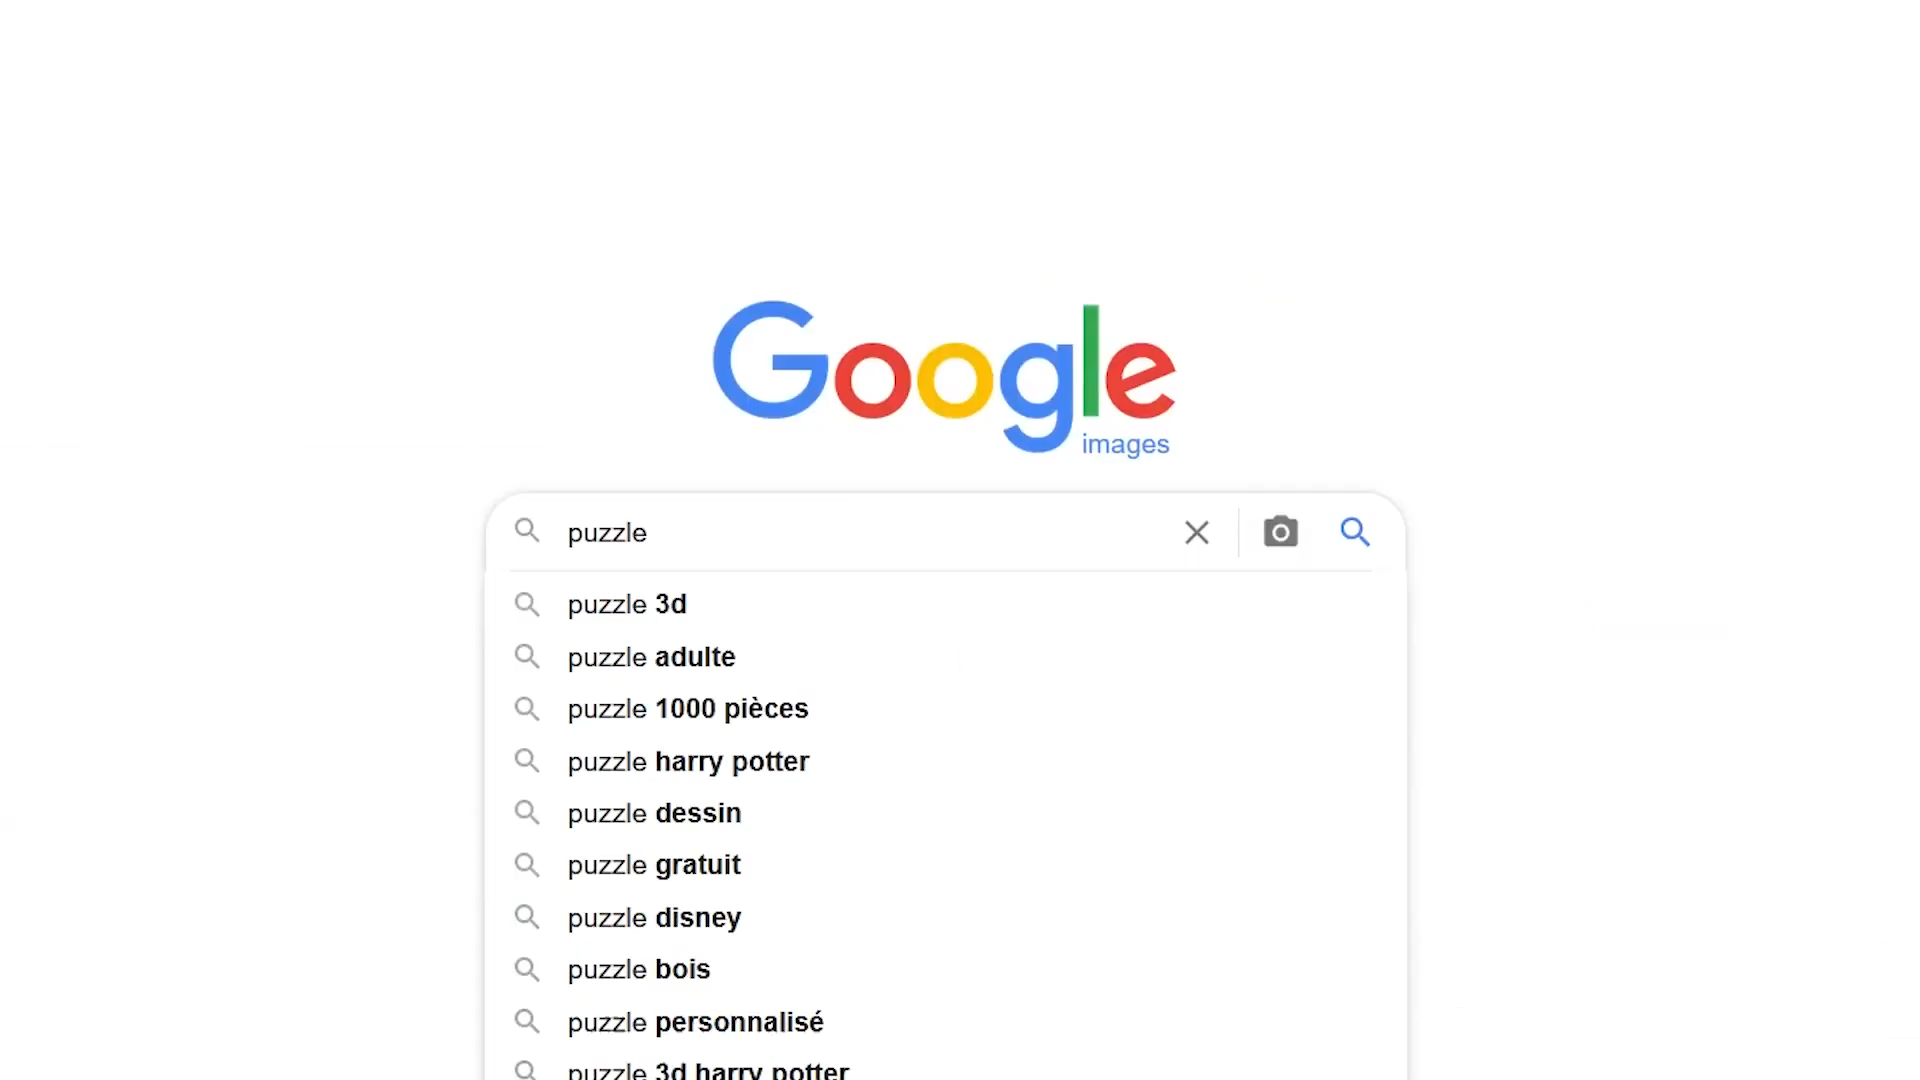 Google
images
puzzle
puzzle 3d
puzzle adulte
puzzle 1000 pièces
puzzle harry potter
puzzle dessin
puzzle gratuit
puzzle disney
puzzle bois
puzzle personnalisé
puzzle 3d harry potter